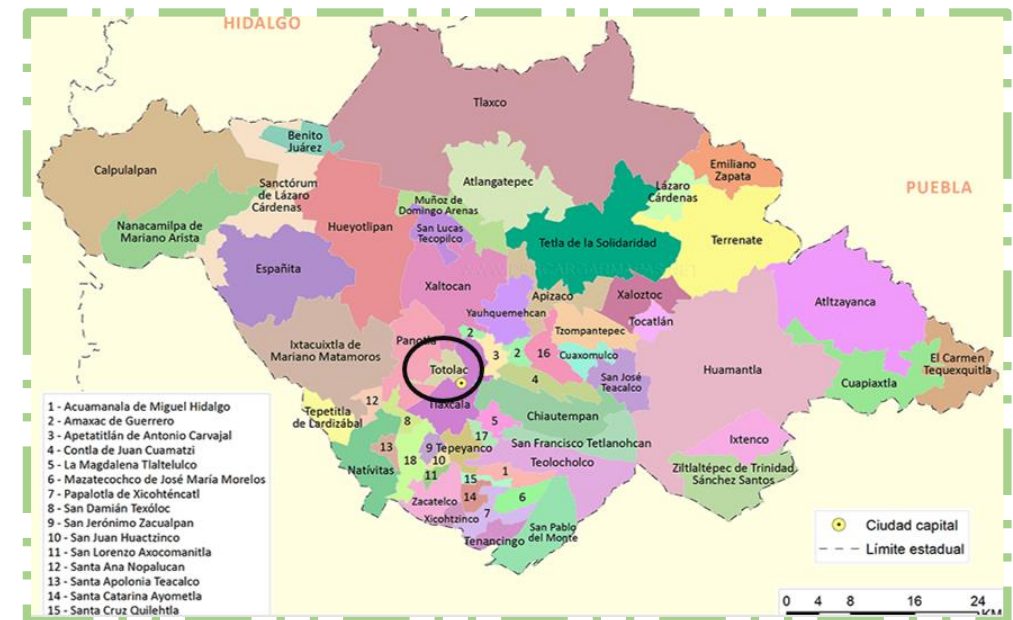 HIDALGO
Tlaxco
Benito
Juárez
Calpulalpan
Emiliano
Zapata
Atlangatepec
Sanctórum
de Lázaro
Cárdenas
Lázaro
Cárdenas
PUEBLA
Muñoz de
Domingo Arenas
Nanacamilpa de
Mariano Arista
Hueyotlipan
San Lucas
Tecopilco
Tetla de la Solidaridad
Terrenate
Españita
Xaltocan
Apizaco
Xaloztoc
Atltzayanca
Yauhquemehcan
Tocatlán
Tzompantepec
Panotla
2
Ixtacuixtla de
Mariano Matamoros
3
2
16
Cuaxomulco
El Carmen
Tequexquitla
Totolac
4
San José
Teacalco
Huamantla
Cuapiaxtla
12
Tlaxcala
Tepetitla
de Lardizábal
8
5
Chiautempan
17
Ixtenco
13
9
Tepeyanco
San Francisco Tetlanohcan
Nativitas
18
10
Teolocholco
11
15
1
Ziltlaltépec de Trinidad
Sánchez Santos
Zacatelco
14
6
Xicohtzinco
7
San Pablo
del Monte
Tenancingo
1 - Acuamanala de Miguel Hidalgo
2 - Amaxac de Guerrero
3 - Apetatitlán de Antonio Carvajal
4 - Contla de Juan Cuamatzi
5 - La Magdalena Tlaltelulco
6 - Mazatecochco de José María Morelos
7 - Papalotla de Xicohténcatl
8 - San Damián Texóloc
9 - San Jerónimo Zacualpan
10 - San Juan Huactzinco
11 - San Lorenzo Axocomanitla
12 - Santa Ana Nopalucan
13 - Santa Apolonia Teacalco
14 - Santa Catarina Ayometla
15 - Santa Cruz Quilehtla
Ciudad capital
Límite estadual
0 4 8 16 24
KM